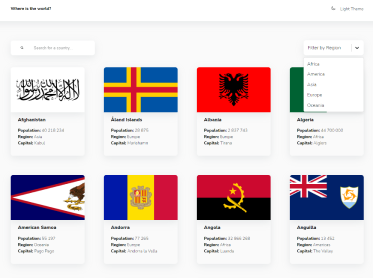 Where is the world?
Light Theme
Search for a country
Filter by Region
Africa
America
Asia
Europe
Oceania
Afghanistan
Population: 40 218 234
Region: Asia
Capital: Kabul
Åland Islands
Population: 28 875
Region: Europe
Capital: Mariehamn
Albania
Population: 2 837 743
Region: Europe
Capital: Tirana
Algeria
Population: 44 700 000
Region: Africa
Capital: Algiers
American Samoa
Population: 55 197
Region: Oceania
Capital: Pago Pago
Andorra
Population: 77 265
Region: Europe
Capital: Andorra la Vella
Angola
Population: 32 866 268
Region: Africa
Capital: Luanda
Anguilla
Population: 13 452
Region: Americas
Capital: The Valley